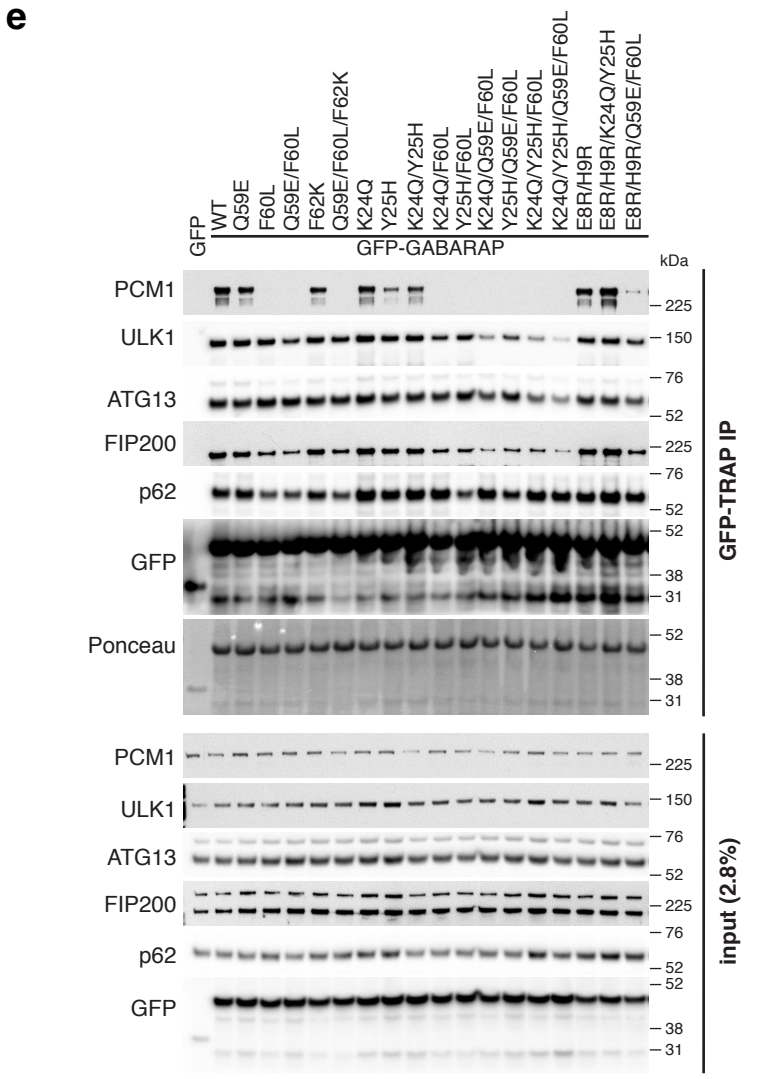 e
GFP
WT
Q59E
F60L
Q59E/F60L
F62K
Q59E/F60L/F62K
K24Q
Y25H
K24Q/Y25H
K24Q/F60L
Y25H/F60L
K24Q/Q59E/F60L
Y25H/Q59E/F60L
K24Q/Y25H/F60L
K24Q/Y25H/Q59E/F60L
E8R/H9R
E8R/H9R/K24Q/Y25H
E8R/H9R/Q59E/F60L
GFP-GABARAP
kDa
PCM1
225
ULK1
150
76
ATG13
52
FIP200
225
76
p62
52
52
GFP
38
31
Ponceau
52
38
31
GFP-TRAP IP
PCM1
225
ULK1
150
76
ATG13
52
FIP200
225
76
p62
52
52
GFP
38
31
input (2.8%)